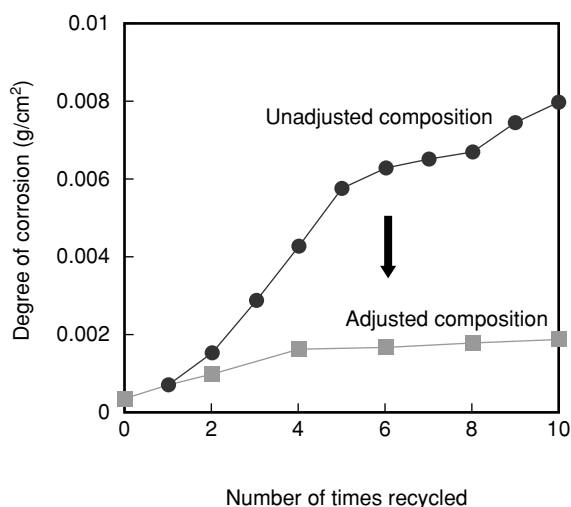 0.01
0.008
0.006
0.004
0.002
0
Degree of corrosion (g/cm²)
Unadjusted composition
Adjusted composition
0 2 4 6 8 10
Number of times recycled